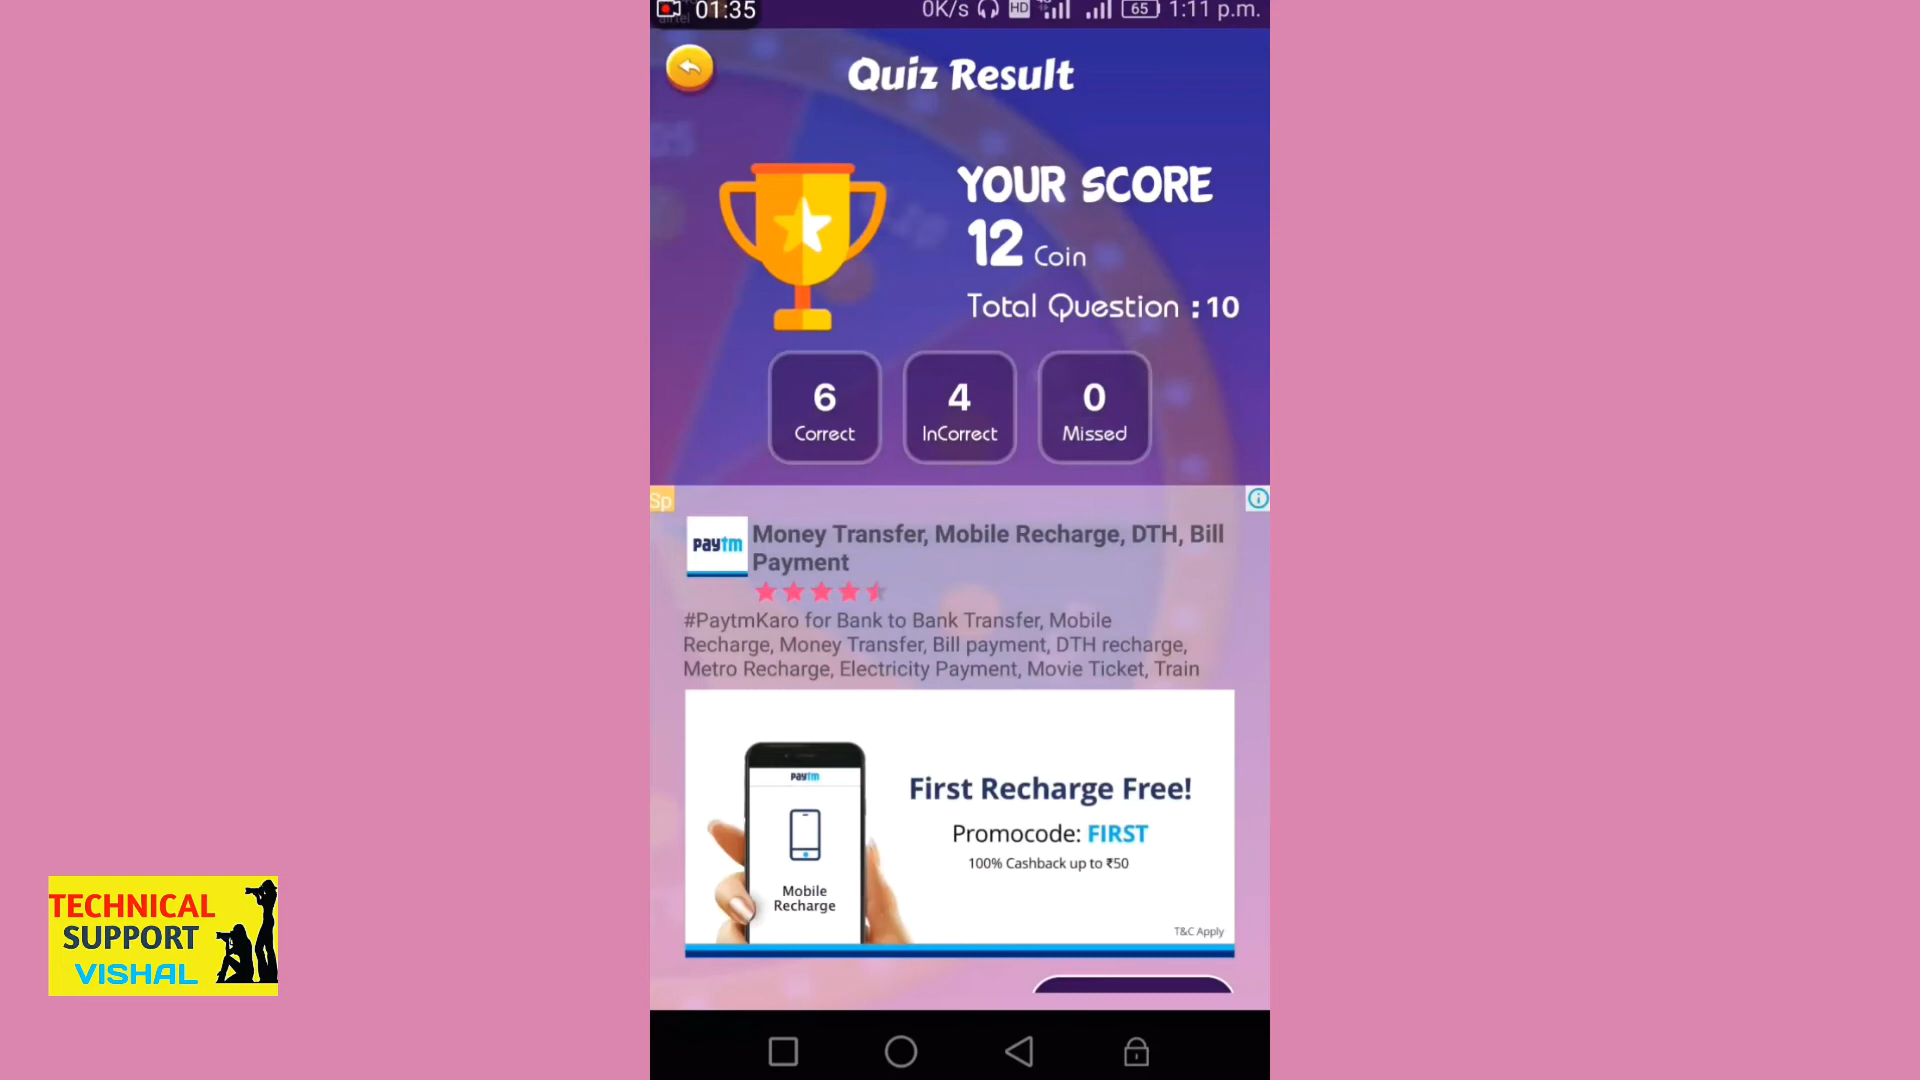 01:35
0K/s HD 65 1:11 p.m.
Quiz Result
YOUR SCORE
12 Coin
Total Question : 10
6
Correct
4
InCorrect
0
Missed
Sp
paytm
Money Transfer, Mobile Recharge, DTH, Bill
Payment
#PaytmKaro for Bank to Bank Transfer, Mobile
Recharge, Money Transfer, Bill payment, DTH recharge,
Metro Recharge, Electricity Payment, Movie Ticket, Train
paytm
Mobile
Recharge
First Recharge Free!
Promocode: FIRST
100% Cashback up to ₹50
T&C Apply
TECHNICAL
SUPPORT
VISHAL